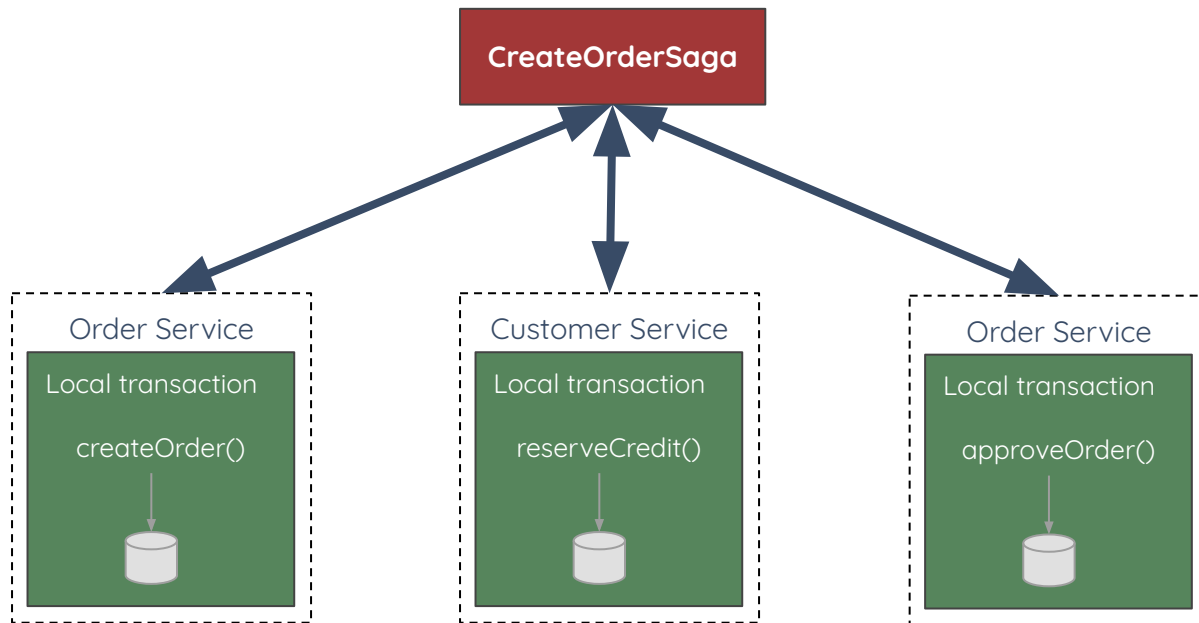 CreateOrderSaga
Order Service
Local transaction
createOrder()
Customer Service
Local transaction
reserveCredit()
Order Service
Local transaction
approveOrder()